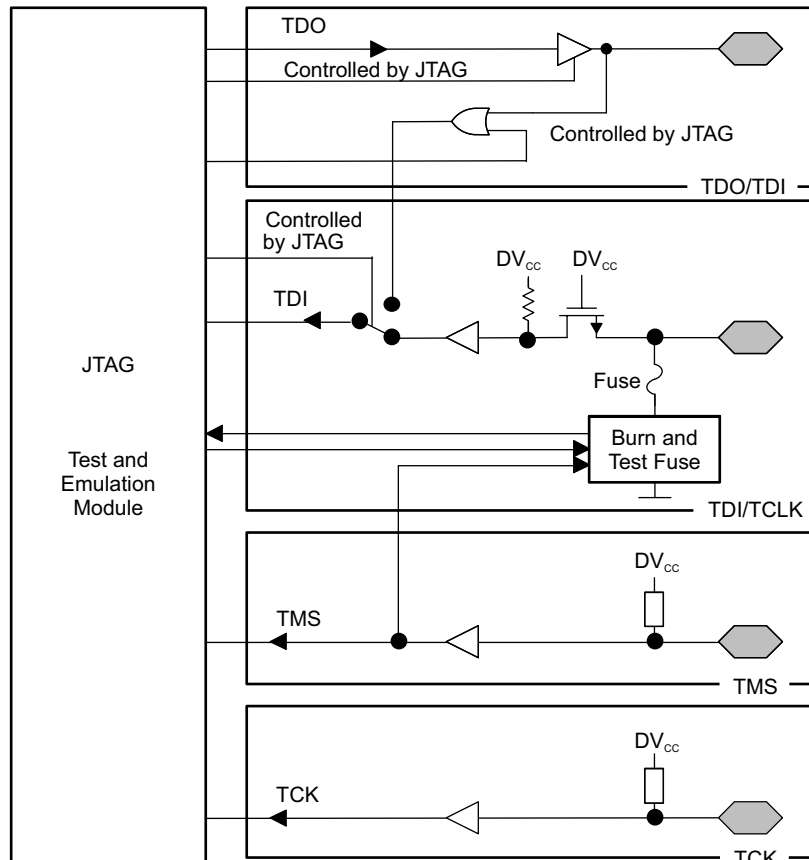 TDO
Controlled by JTAG
Controlled by JTAG
TDO/TDI
Controlled
by JTAG
DVCC
DVCC
TDI
JTAG
Fuse
Test and
Emulation
Module
Burn and
Test Fuse
TDI/TCLK
DVCC
TMS
TMS
DVCC
TCK
TCK